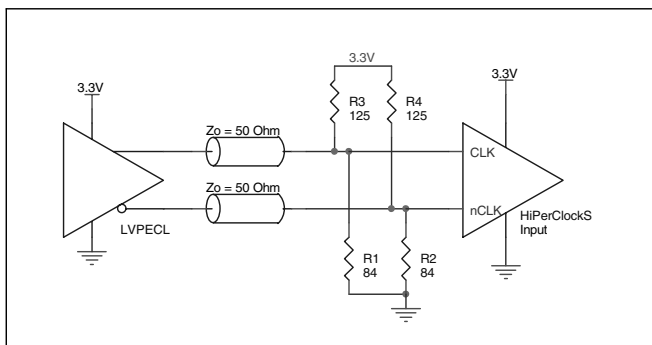 3.3V
3.3V
3.3V
R3
125
R4
125
Zo = 50 Ohm
CLK
Zo = 50 Ohm
nCLK
HiPerClockS
Input
LVPECL
R1
84
R2
84